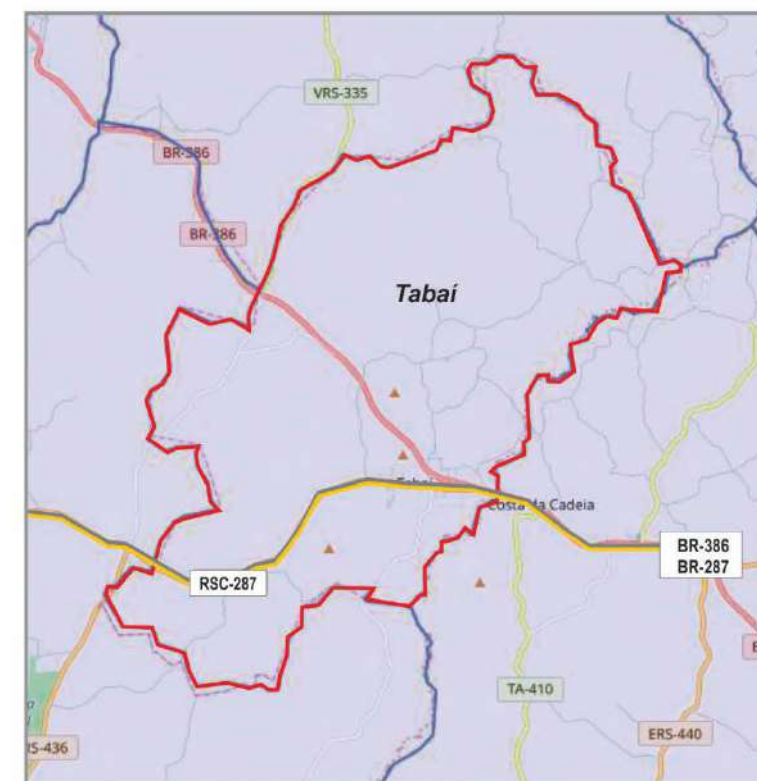 VRS-335
BR-386
BR-386
Tabaí
Costa da Cadeia
BR-386
BR-287
RSC-287
TA-410
ERS-440
RS-436